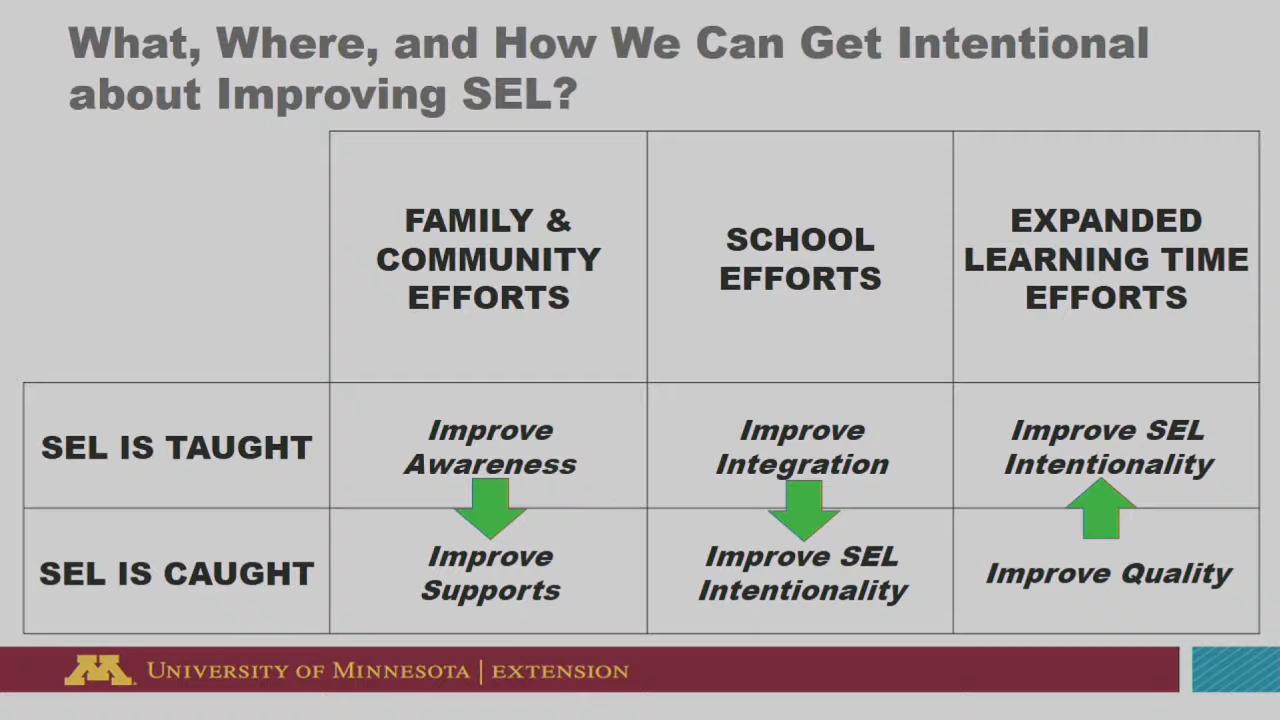 What, Where, and How We Can Get Intentional
about Improving SEL?
FAMILY &
COMMUNITY
EFFORTS
SCHOOL
EFFORTS
EXPANDED
LEARNING TIME
EFFORTS
SEL IS TAUGHT
Improve
Awareness
Improve
Integration
Improve SEL
Intentionality
SEL IS CAUGHT
Improve
Supports
Improve SEL
Intentionality
Improve Quality
M UNIVERSITY OF MINNESOTA | EXTENSION